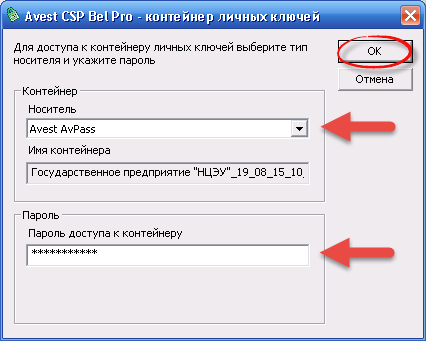 Avest CSP Bel Pro - контейнер личных ключей
Для доступа к контейнеру личных ключей выберите тип
носителя и укажите пароль
OK
Отмена
Контейнер
Носитель
Avest AvPass
Имя контейнера
Государственное предприятие "НЦЭУ"_19_08_15_10_
Пароль
Пароль доступа к контейнеру
***********